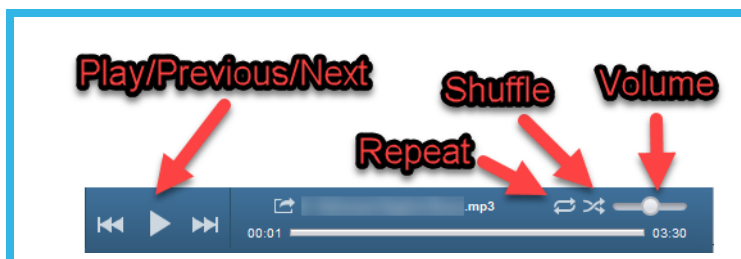 Play/Previous/Next
Shuffle
Volume
Repeat
.mp3
00:01
03:30